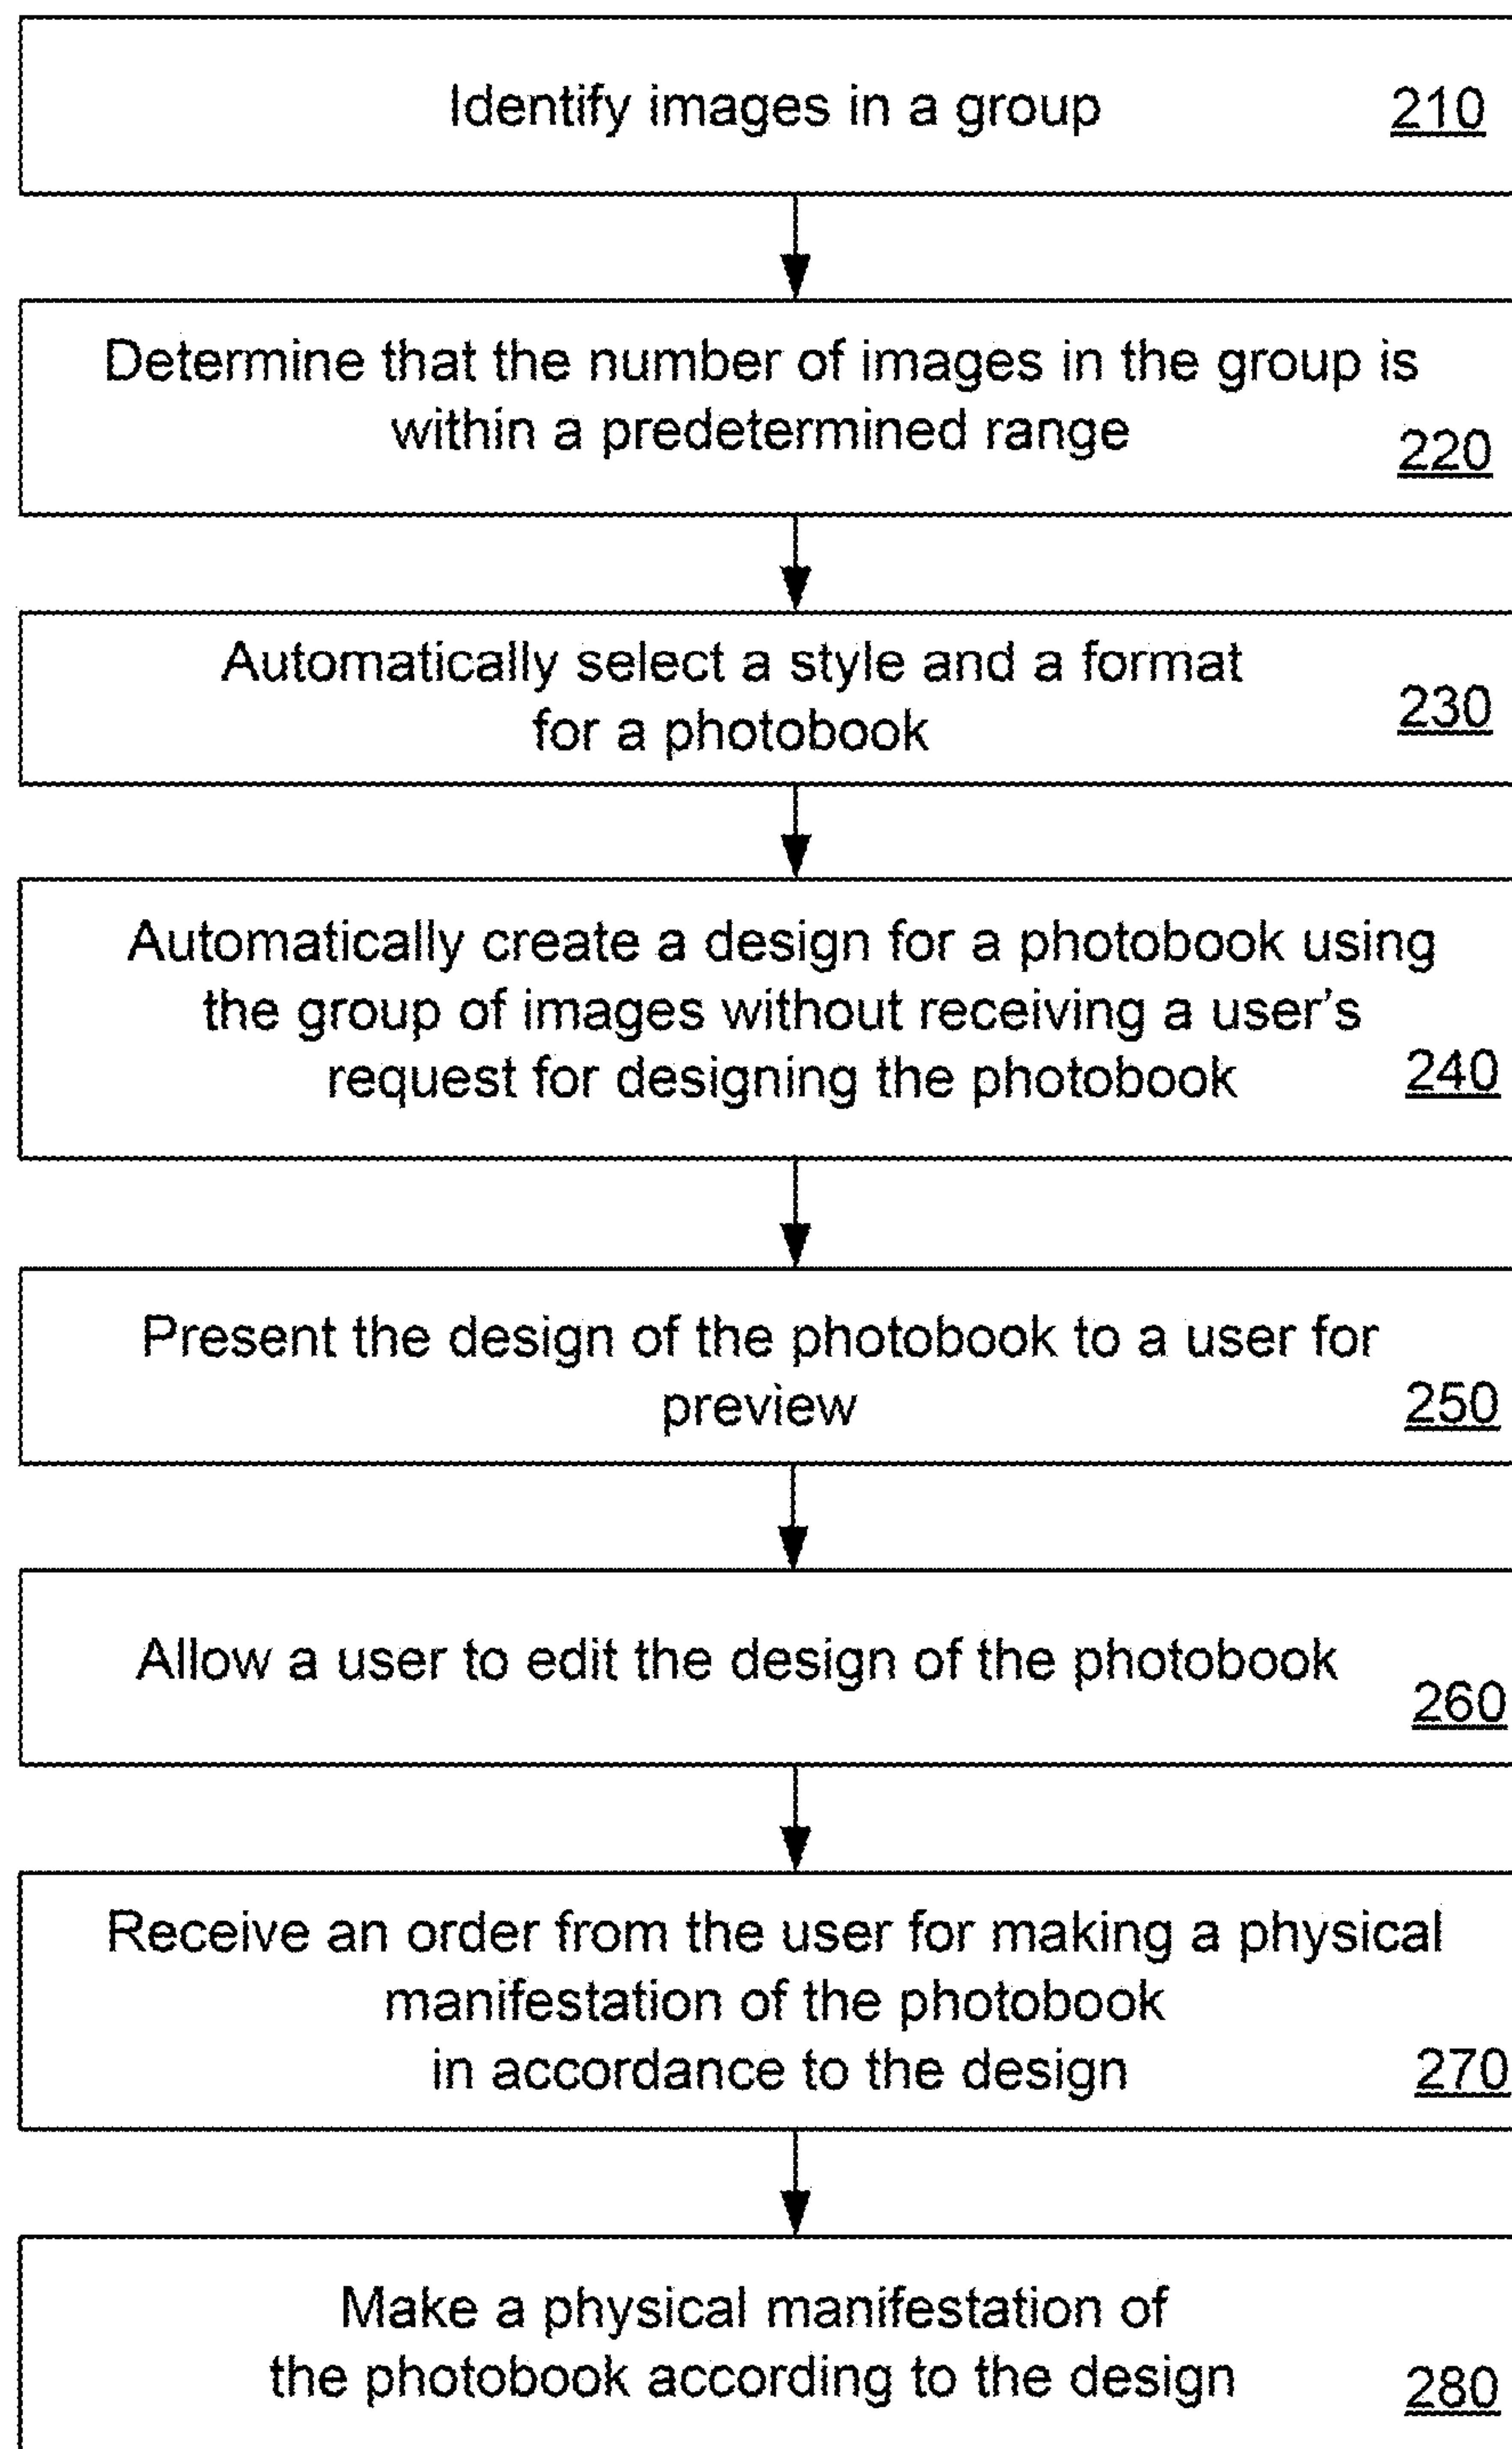 Identify images in a group 210
Determine that the number of images in the group is
within a predetermined range 220
Automatically select a style and a format
for a photobook 230
Automatically create a design for a photobook using
the group of images without receiving a user's
request for designing the photobook 240
Present the design of the photobook to a user for
preview 250
Allow a user to edit the design of the photobook 260
Receive an order from the user for making a physical
manifestation of the photobook
in accordance to the design 270
Make a physical manifestation of
the photobook according to the design 280